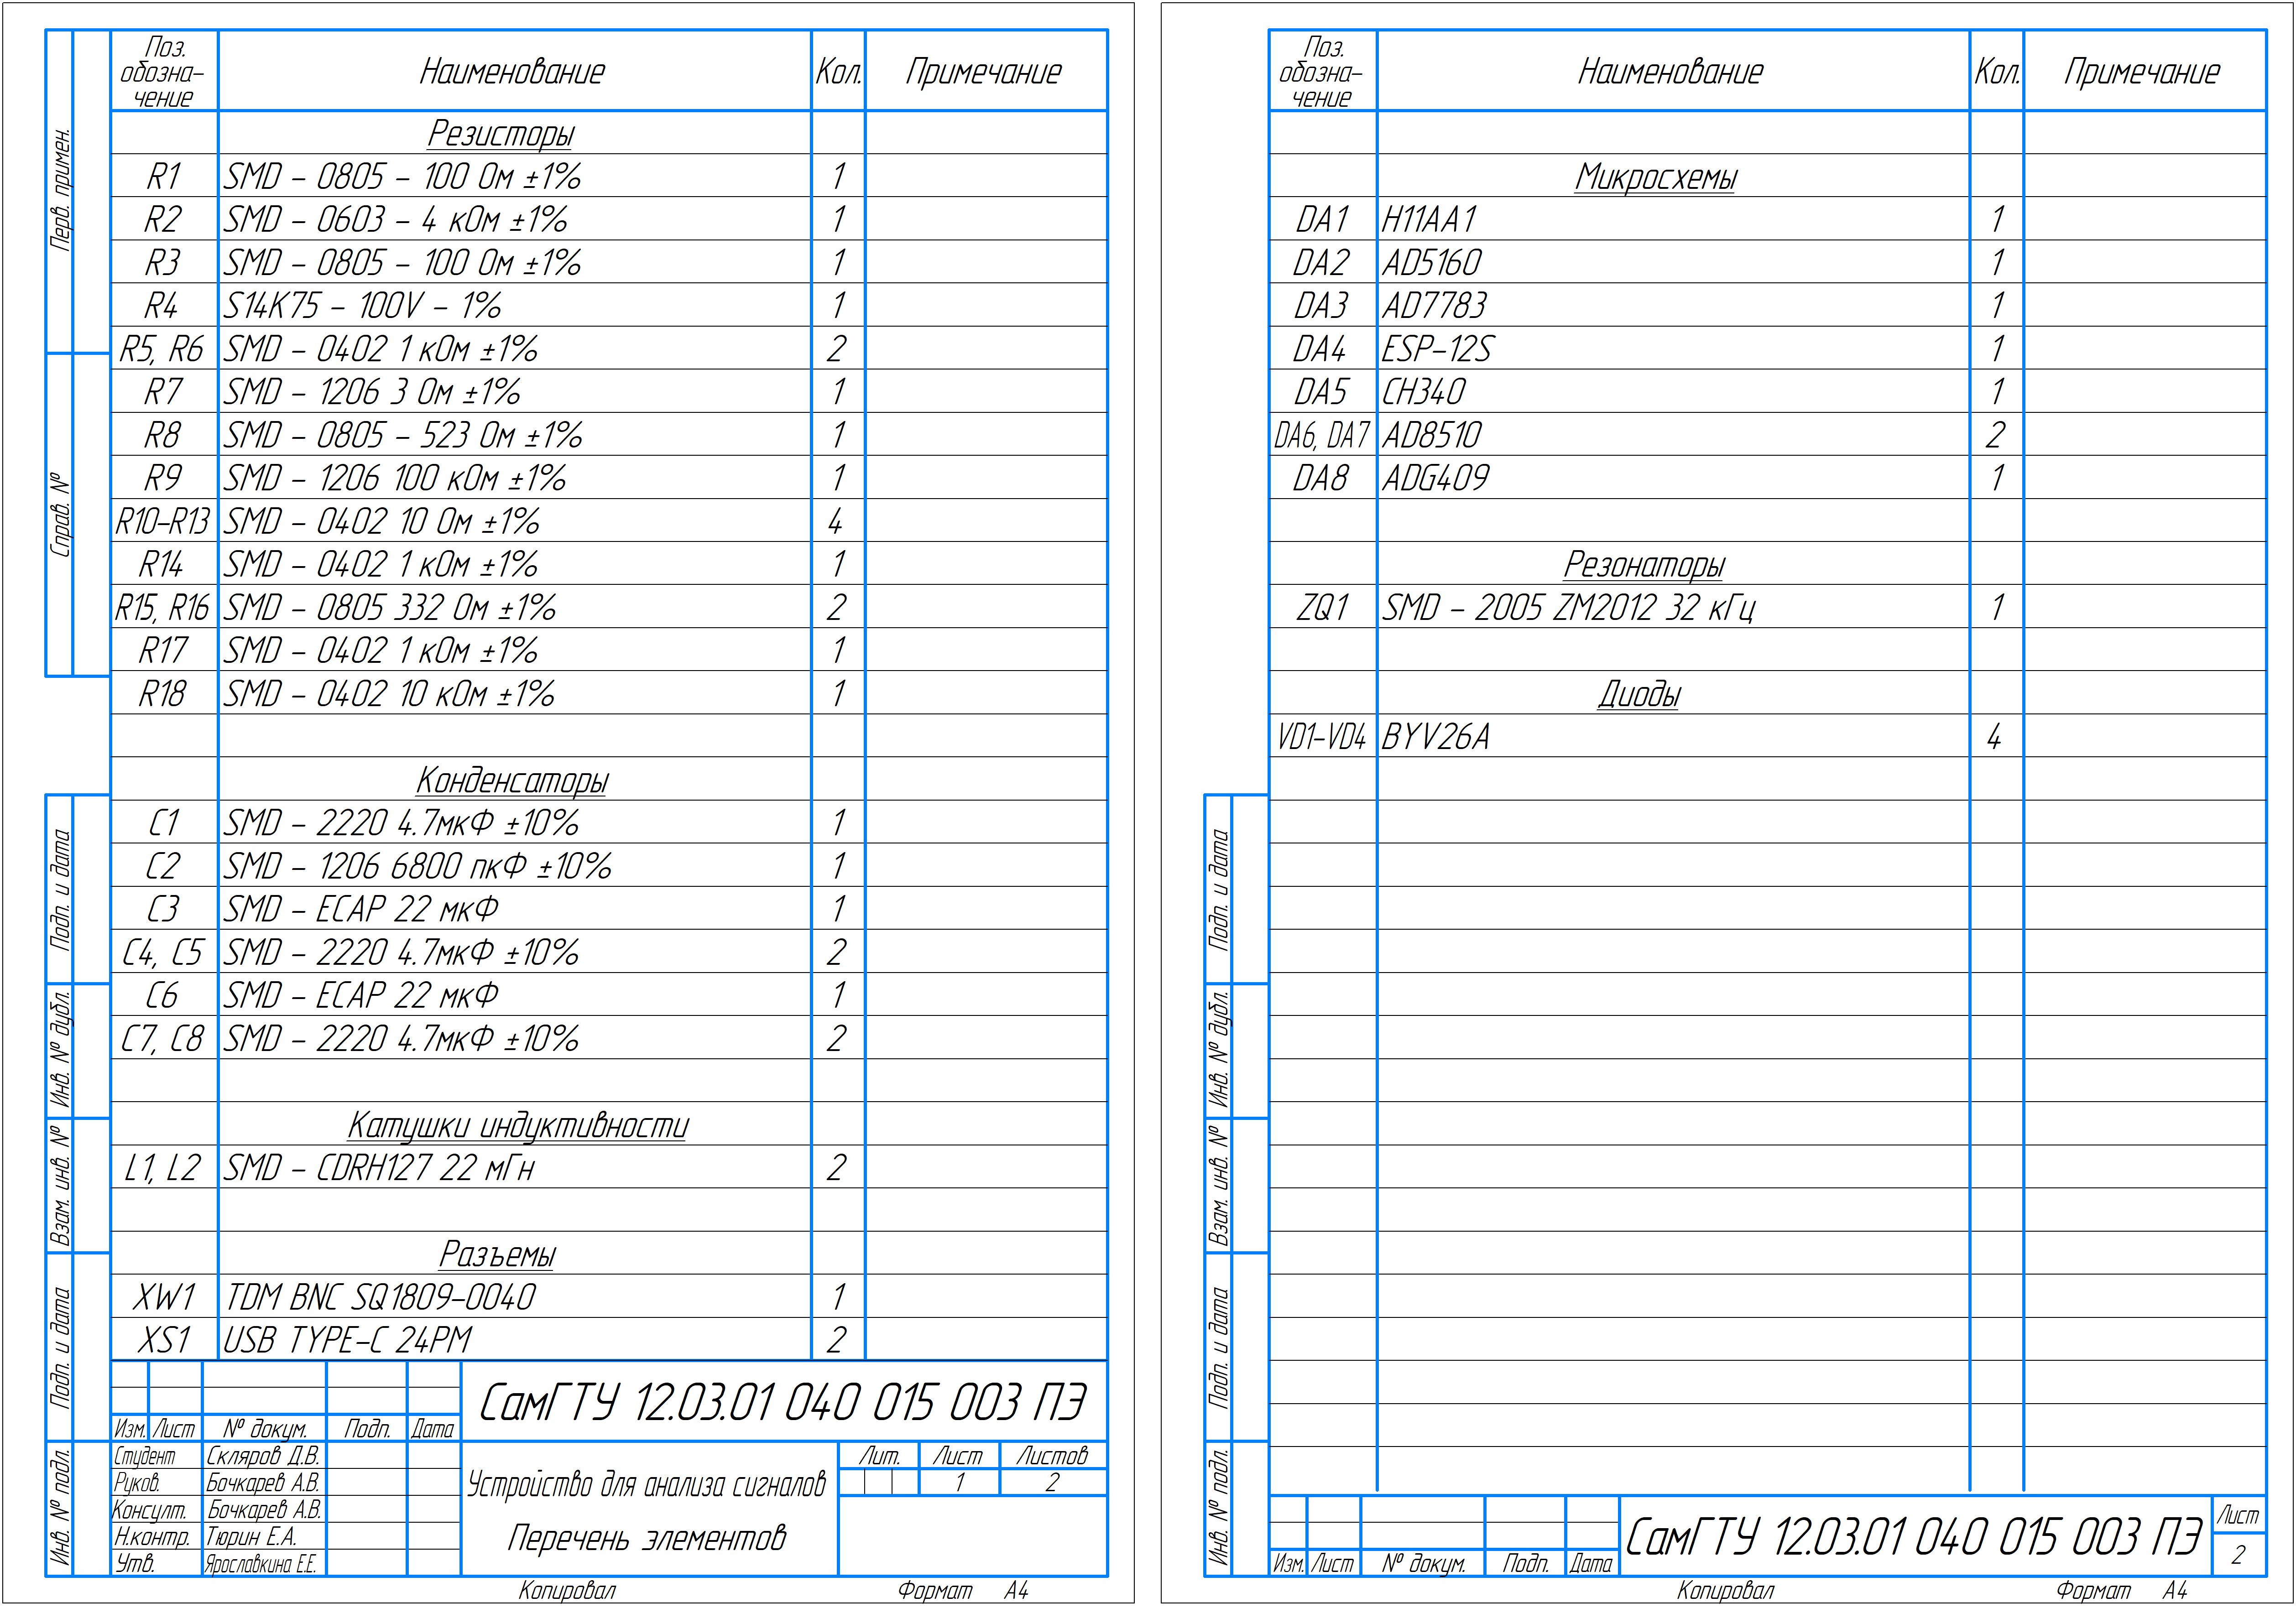 Поз. обозна- чение Наименование Кол. Примечание
Резисторы
R1 SMD - 0805 - 100 Ом ±1% 1
R2 SMD - 0603 - 4 кОм ±1% 1
R3 SMD - 0805 - 100 Ом ±1% 1
R4 S14K75 - 100V - 1% 1
R5, R6 SMD - 0402 1 кОм ±1% 2
R7 SMD - 1206 3 Ом ±1% 1
R8 SMD - 0805 - 523 Ом ±1% 1
R9 SMD - 1206 100 кОм ±1% 1
R10-R13 SMD - 0402 10 Ом ±1% 4
R14 SMD - 0402 1 кОм ±1% 1
R15, R16 SMD - 0805 332 Ом ±1% 2
R17 SMD - 0402 1 кОм ±1% 1
R18 SMD - 0402 10 кОм ±1% 1
Конденсаторы
C1 SMD - 2220 4.7мкФ ±10% 1
C2 SMD - 1206 6800 пкФ ±10% 1
C3 SMD - ECAP 22 мкФ 1
C4, C5 SMD - 2220 4.7мкФ ±10% 2
C6 SMD - ECAP 22 мкФ 1
C7, C8 SMD - 2220 4.7мкФ ±10% 2
Катушки индуктивности
L1, L2 SMD - CDRH127 22 мГн 2
Разъемы
XW1 TDM BNC SQ1809-0040 1
XS1 USB TYPE-C 24PM 2
Перв. примен.
Справ. №
Подп. и дата
Инв. № дубл.
Взам. инв. №
Подп. и дата
Инв. № подл.
СамГТУ 12.03.01 040 015 003 ПЭ
Изм. Лист № докум. Подп. Дата
Студент Скляров Д.В.
Руков. Бочкарев А.В.
Консулт. Бочкарев А.В.
Н.контр. Тюрин Е.А.
Утв. Ярославкина Е.Е.
Устройство для анализа сигналов
Перечень элементов
Лит. Лист Листов
1 2
Копировал Формат А4
Поз. обозна- чение Наименование Кол. Примечание
Микросхемы
DA1 H11AA1 1
DA2 AD5160 1
DA3 AD7783 1
DA4 ESP-12S 1
DA5 CH340 1
DA6, DA7 AD8510 2
DA8 ADG409 1
Резонаторы
ZQ1 SMD - 2005 ZM2012 32 кГц 1
Диоды
VD1-VD4 BYV26A 4
Подп. и дата
Инв. № дубл.
Взам. инв. №
Подп. и дата
Инв. № подл.
Изм. Лист № докум. Подп. Дата
СамГТУ 12.03.01 040 015 003 ПЭ
Лист
2
Копировал Формат А4